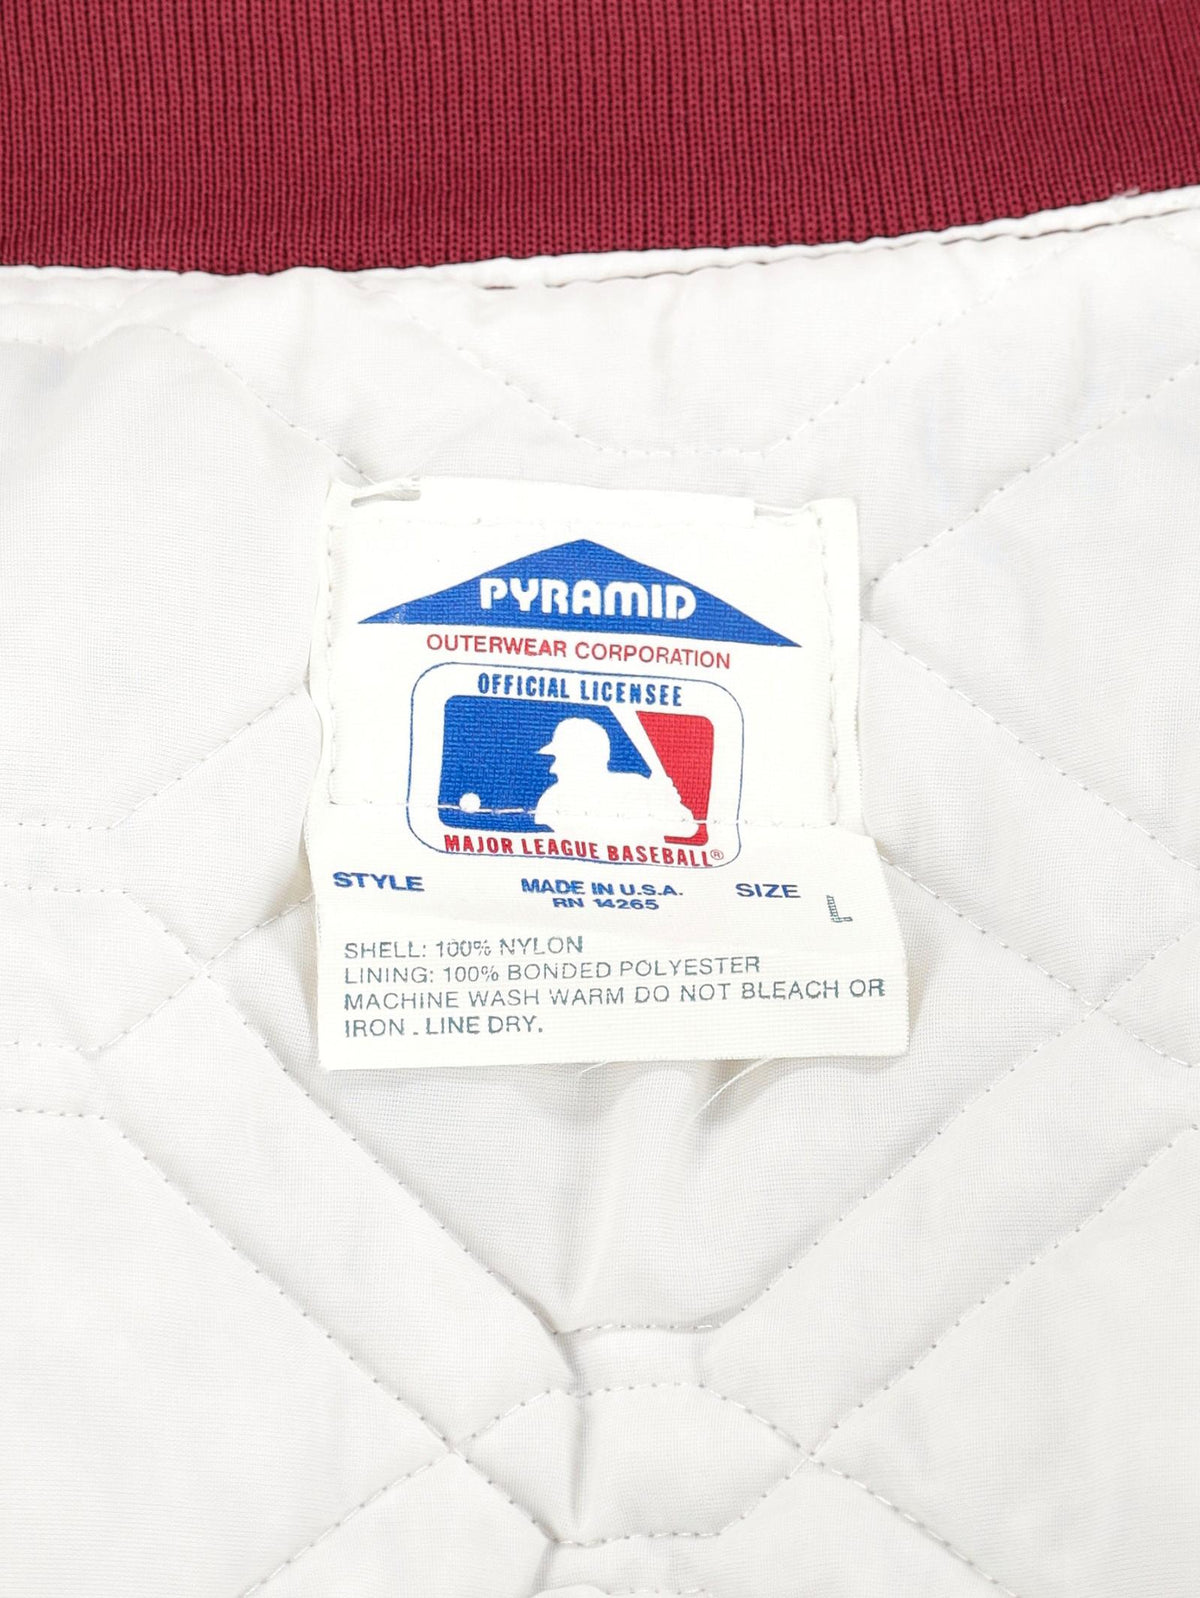 PYRAMID
OUTERWEAR CORPORATION
OFFICIAL LICENSEE
MAJOR LEAGUE BASEBALL®
STYLE MADE IN U.S.A. SIZE L
RN 14265
SHELL: 100% NYLON
LINING: 100% BONDED POLYESTER
MACHINE WASH WARM DO NOT BLEACH OR
IRON . LINE DRY.